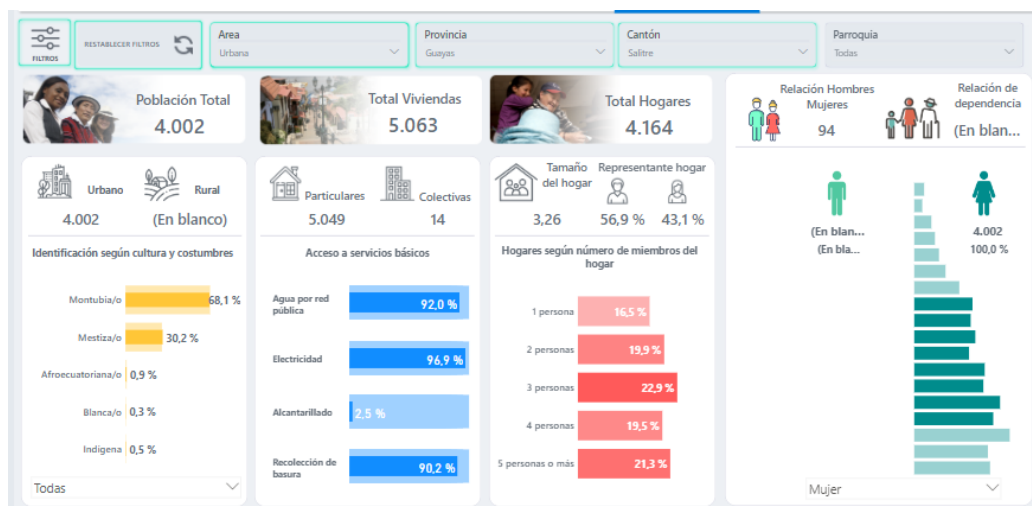 FILTROS
RESTABLECER FILTROS
Area
Urbana
Provincia
Guayas
Cantón
Salitre
Parroquia
Todas
Población Total
4.002
Total Viviendas
5.063
Total Hogares
4.164
Relación Hombres
Mujeres
94
Relación de
dependencia
(En blan...
Urbano
4.002
Rural
(En blanco)
Identificación según cultura y costumbres
Montubia/o 68,1 %
Mestiza/o 30,2 %
Afroecuatoriana/o 0,9 %
Blanca/o 0,3 %
Indígena 0,5 %
Todas
Particulares
5.049
Colectivas
14
Acceso a servicios básicos
Agua por red
pública
92,0 %
Electricidad 96,9 %
Alcantarillado 2,5 %
Recolección de
basura
90,2 %
Tamaño
del hogar
3,26
Representante hogar
56,9 % 43,1 %
Hogares según número de miembros del
hogar
1 persona 16,5 %
2 personas 19,9 %
3 personas 22,9 %
4 personas 19,5 %
5 personas o más 21,3 %
(En blan...
(En bla...
4.002
100,0 %
Mujer